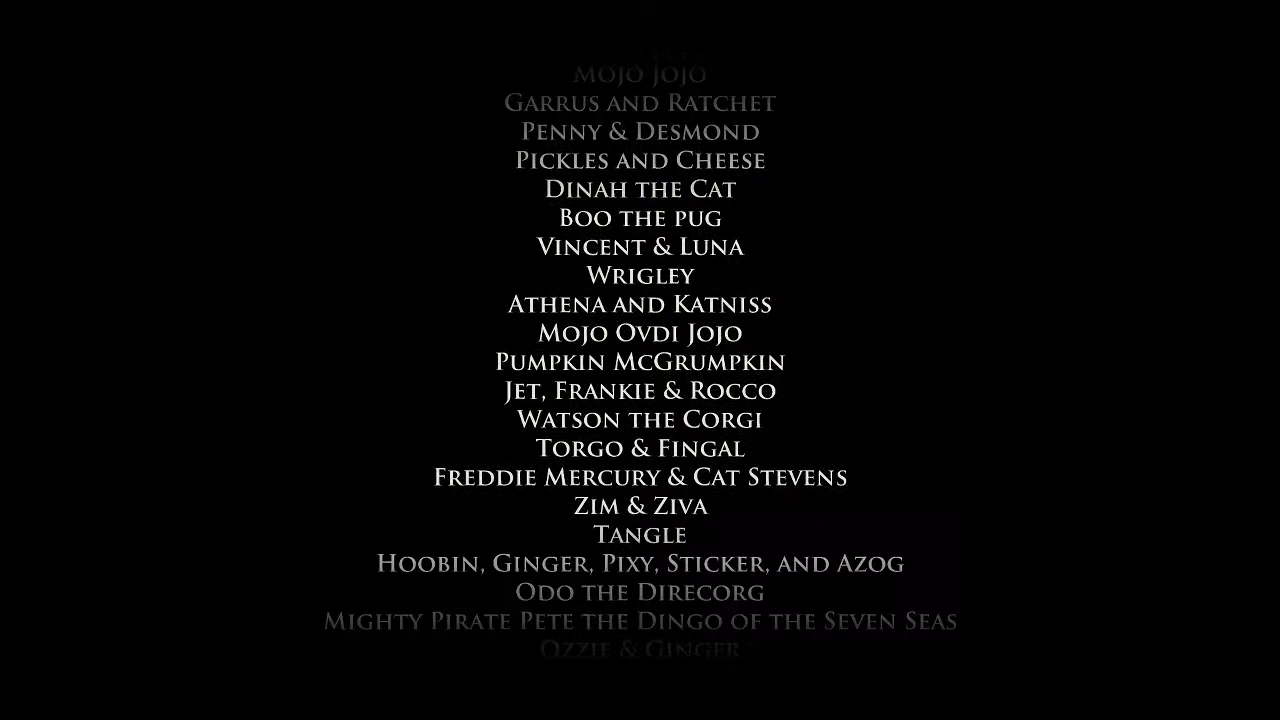 Mojo Jojo
Garrus and Ratchet
Penny & Desmond
Pickles and Cheese
Dinah the Cat
Boo the pug
Vincent & Luna
Wrigley
Athena and Katniss
Mojo Ovdi Jojo
Pumpkin McGrumpkin
Jet, Frankie & Rocco
Watson the Corgi
Torgo & Fingal
Freddie Mercury & Cat Stevens
Zim & Ziva
Tangle
Hoobin, Ginger, Pixy, Sticker, and Azog
Odo the Direcorg
Mighty Pirate Pete the Dingo of the Seven Seas
Ozzie & Ginger